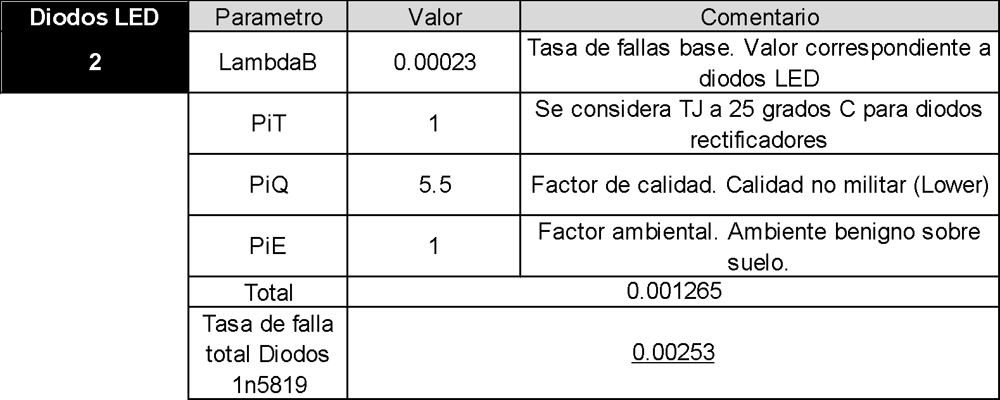 Diodos LED Parametro Valor Comentario
2 LambdaB 0.00023 Tasa de fallas base. Valor correspondiente a
diodos LED
PiT 1 Se considera TJ a 25 grados C para diodos
rectificadores
PiQ 5.5 Factor de calidad. Calidad no militar (Lower)
PiE 1 Factor ambiental. Ambiente benigno sobre
suelo.
Total 0.001265
Tasa de falla
total Diodos
1n5819
0.00253